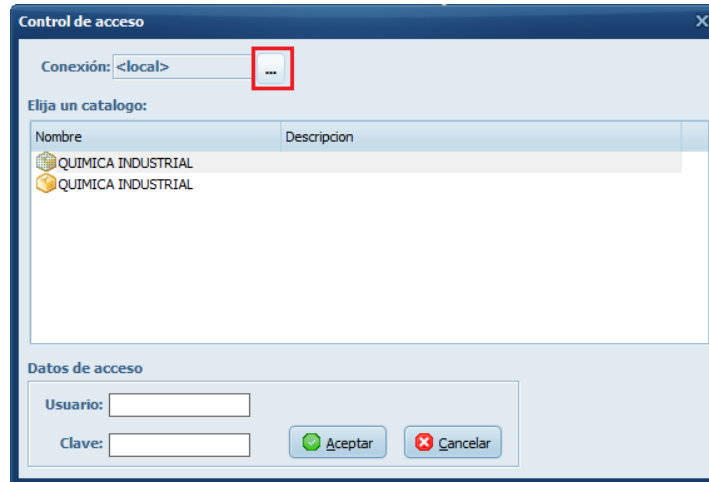 Control de acceso
Conexión: <local> ...
Elija un catalogo:
Nombre Descripcion
QUIMICA INDUSTRIAL
QUIMICA INDUSTRIAL
Datos de acceso
Usuario:
Clave: Aceptar Cancelar